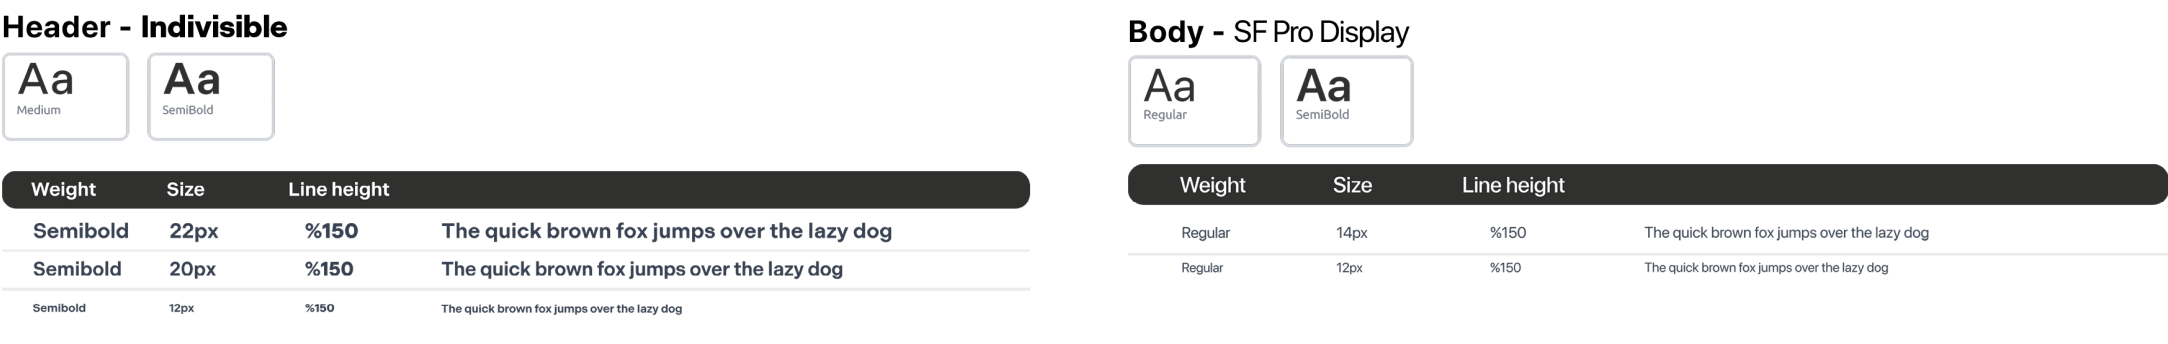 Header - Indivisible
Aa
Medium
Aa
SemiBold
Weight Size Line height
Semibold 22px %150 The quick brown fox jumps over the lazy dog
Semibold 20px %150 The quick brown fox jumps over the lazy dog
Semibold 12px %150 The quick brown fox jumps over the lazy dog
Body - SF Pro Display
Aa
Regular
Aa
SemiBold
Weight Size Line height
Regular 14px %150 The quick brown fox jumps over the lazy dog
Regular 12px %150 The quick brown fox jumps over the lazy dog